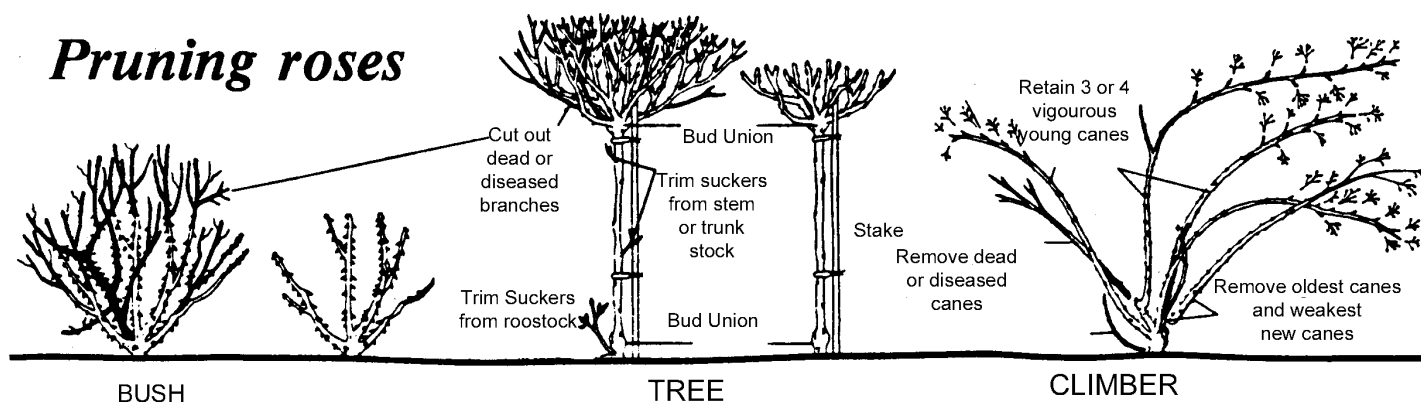 Pruning roses
Cut out
dead or
diseased
branches
Bud Union
Trim suckers
from stem
or trunk
stock
Trim Suckers
from roostock
Bud Union
Stake
Retain 3 or 4
vigourous
young canes
Remove dead
or diseased
canes
Remove oldest canes
and weakest
new canes
BUSH
TREE
CLIMBER